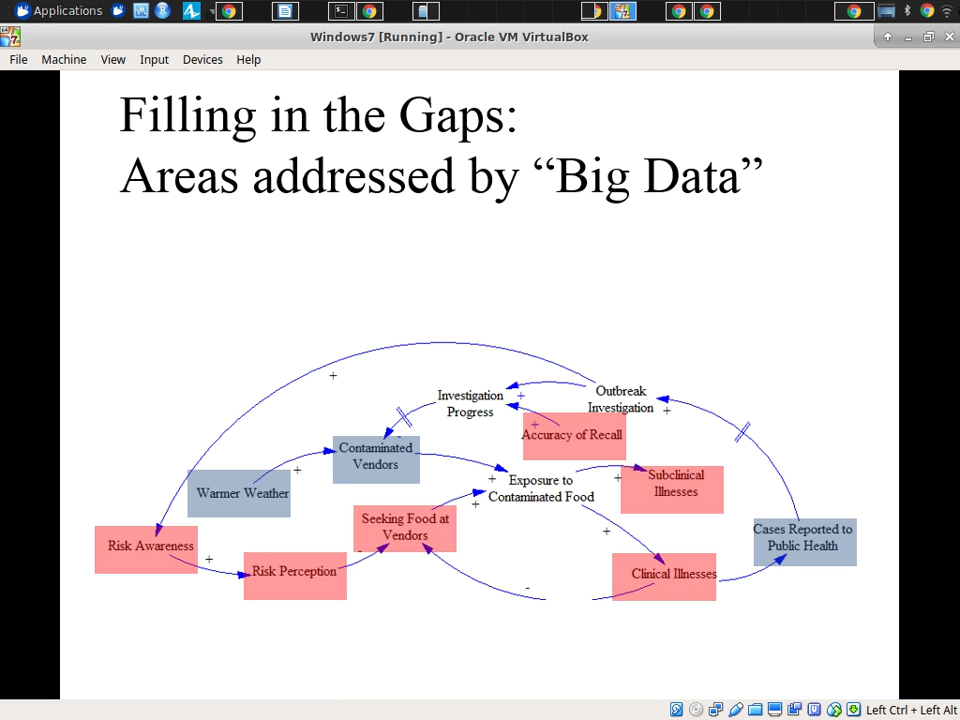 Applications
Windows7 [Running] - Oracle VM VirtualBox
File Machine View Input Devices Help
Filling in the Gaps:
Areas addressed by “Big Data”
+
Investigation
Progress
+
Outbreak
Investigation
+
+
Accuracy of Recall
-
Contaminated
Vendors
+
Warmer Weather
+
Exposure to
Contaminated Food
+
+
Subclinical
Illnesses
Seeking Food at
Vendors
-
+
Cases Reported to
Public Health
Risk Awareness
+
Risk Perception
Clinical Illnesses
-
Left Ctrl + Left Alt